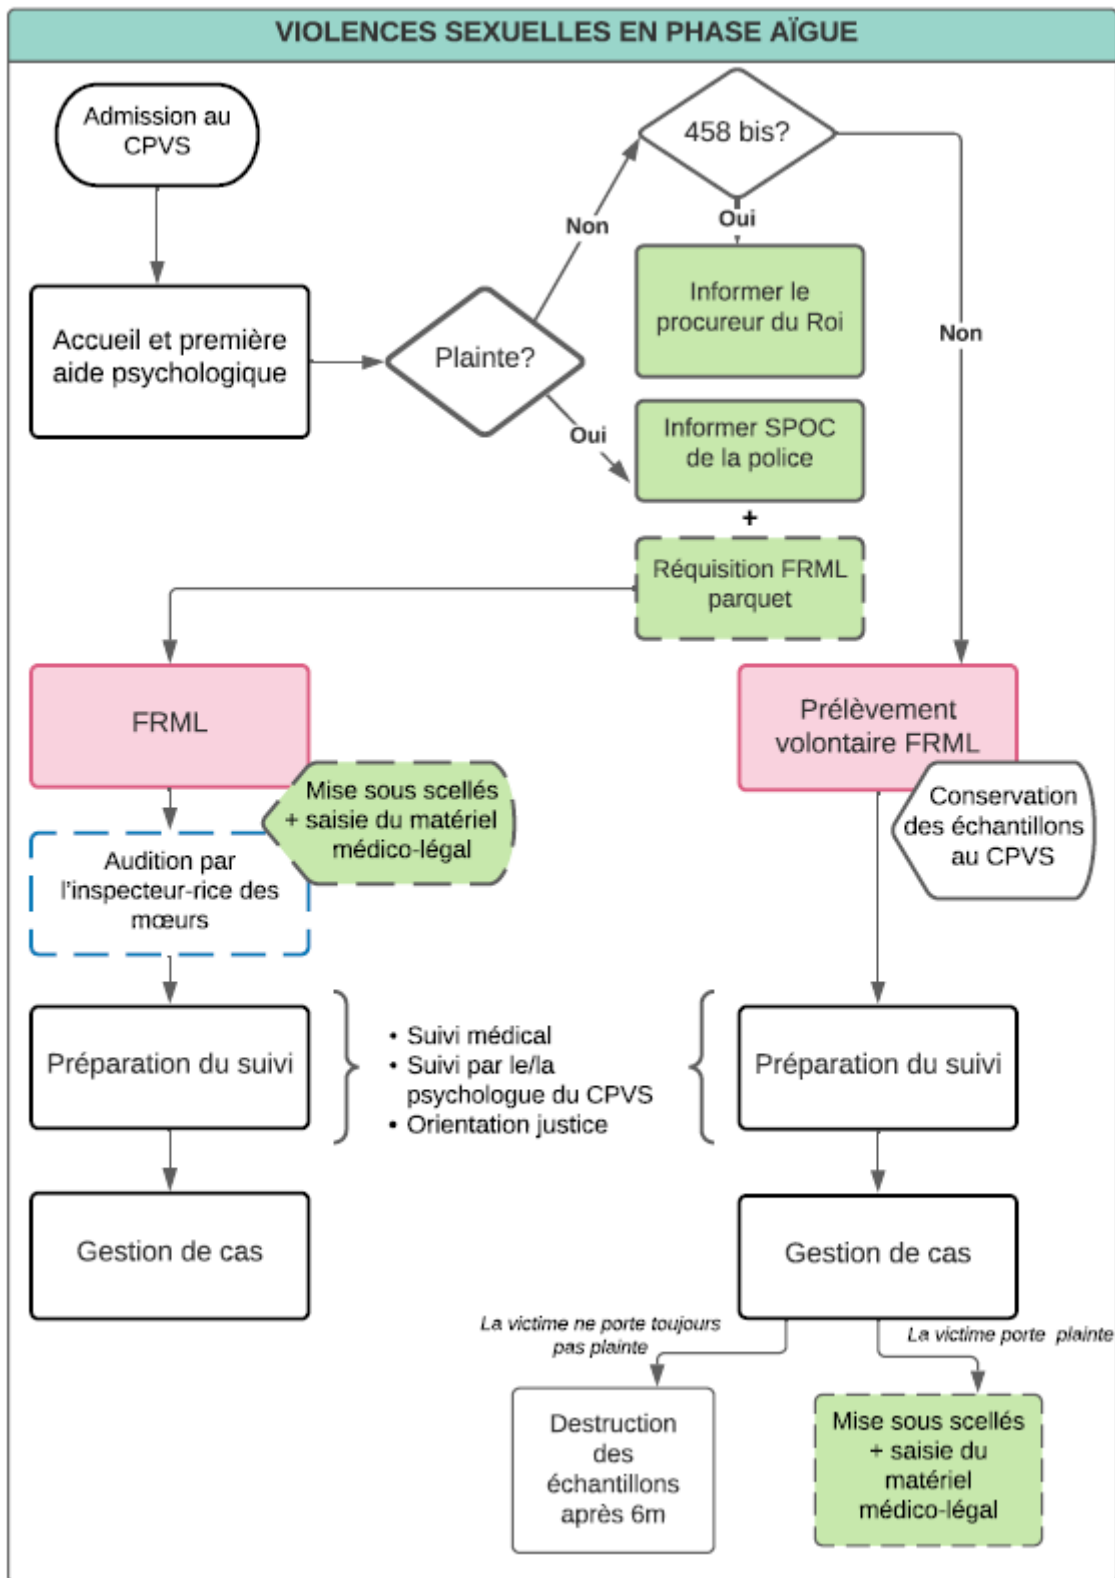 VIOLENCES SEXUELLES EN PHASE AÏGUE
Admission au
CPVS
458 bis?
Non
Oui
Informer le
procureur du Roi
Non
Accueil et première
aide psychologique
Plainte?
Oui
Informer SPOC
de la police
+
Réquisition FRML
parquet
FRML
Mise sous scellés
+ saisie du matériel
médico-légal
Prélèvement
volontaire FRML
Conservation
des échantillons
au CPVS
Audition par
l'inspecteur-rice des
mœurs
Préparation du suivi
• Suivi médical
• Suivi par le/la
psychologue du CPVS
• Orientation justice
Préparation du suivi
Gestion de cas
Gestion de cas
La victime ne porte toujours
pas plainte
La victime porte plainte
Destruction
des
échantillons
après 6m
Mise sous scellés
+ saisie du
matériel
médico-légal